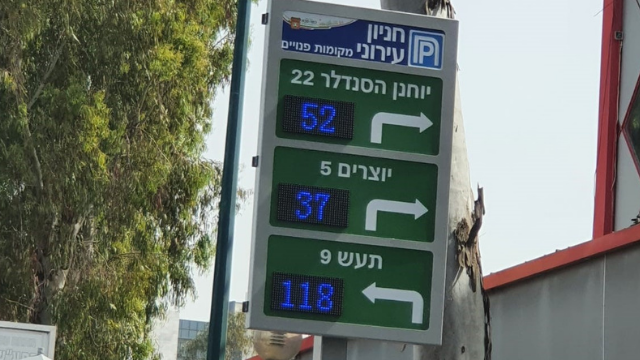 חניון
עירוני
מקומות פנויים
P
יוחנן הסנדלר 22
52
יוצרים 5
37
תעש 9
118